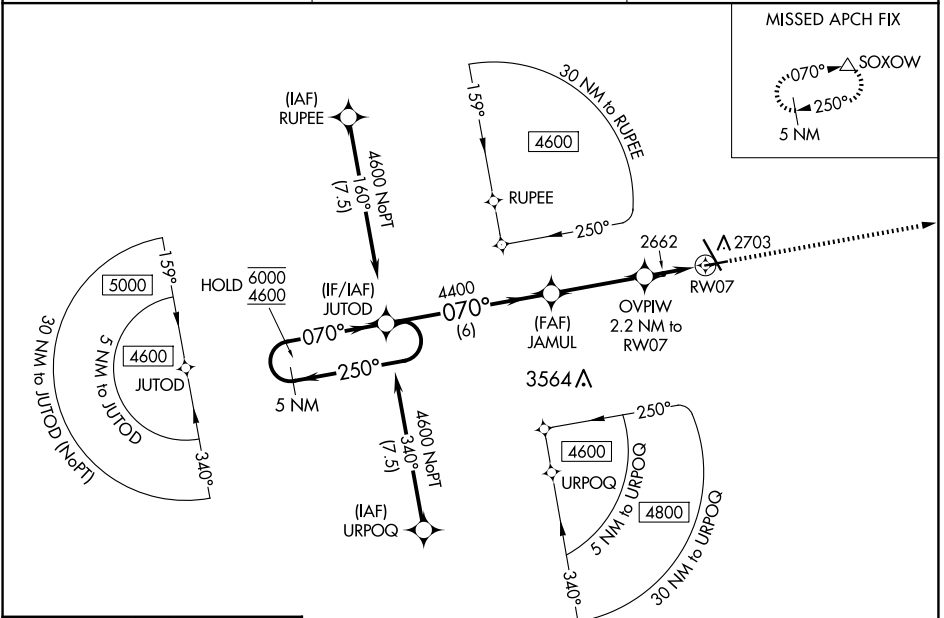 MISSED APCH FIX
SOXOW
070°
250°
5 NM
(IAF)
RUPEE
4600 NoPT
160°
(7.5)
159°
30 NM to RUPEE
4600
RUPEE
250°
159°
5000
4600
JUTOD
5 NM to JUTOD
30 NM to JUTOD (NoPT)
340°
HOLD 6000
4600
(IF/IAF)
JUTOD
070°
250°
5 NM
4400
070°
(6)
(FAF)
JAMUL
2662
OVPIW
2.2 NM to
RW07
2703
RW07
3564
4600 NoPT
340°
(7.5)
(IAF)
URPOQ
250°
4600
URPOQ
4800
5 NM to URPOQ
30 NM to URPOQ
340°